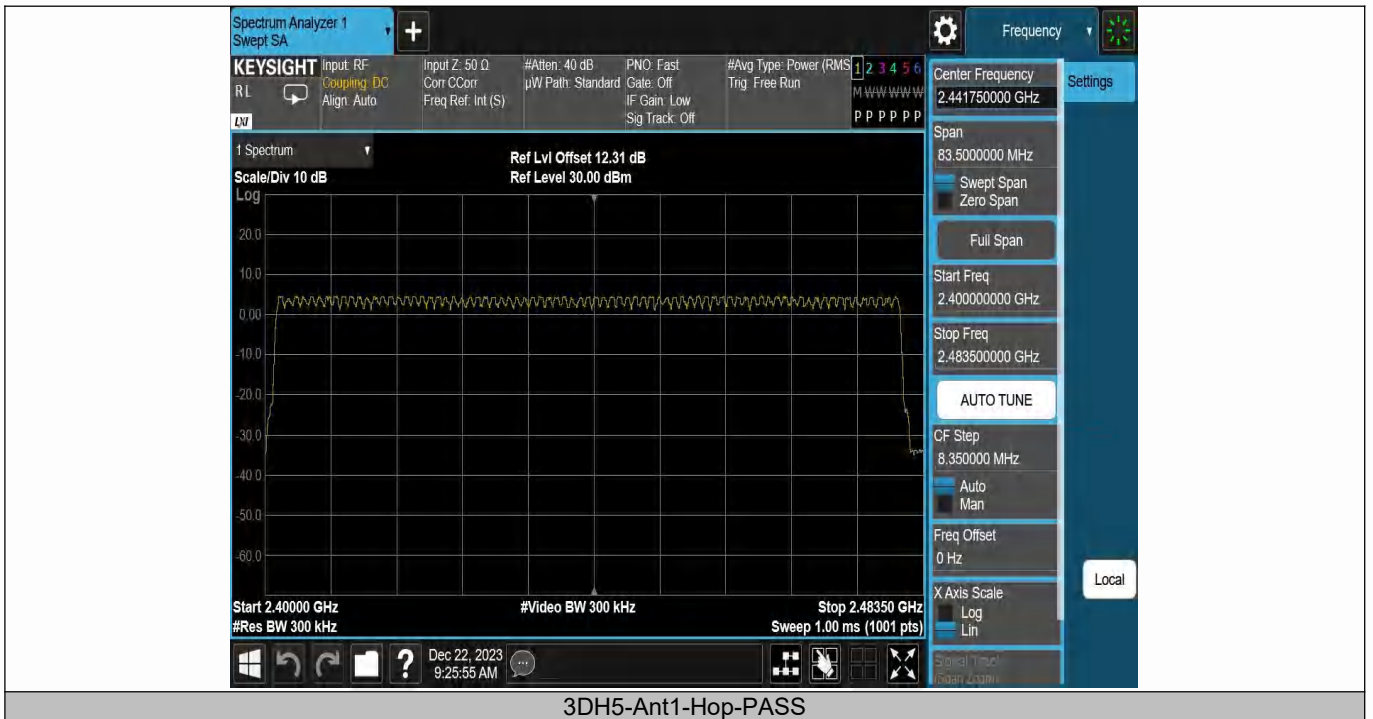 Spectrum Analyzer 1
Swept SA
+
Frequency
KEYSIGHT
RL
LXI
Input: RF
Coupling: DC
Align: Auto
Input Z: 50 Ω
Corr CCorr
Freq Ref: Int (S)
#Atten: 40 dB
µW Path: Standard
PNO: Fast
Gate: Off
IF Gain: Low
Sig Track: Off
#Avg Type: Power (RMS
Trig: Free Run
1 2 3 4 5 6
M W W W W W
P P P P P P
1 Spectrum
Scale/Div 10 dB
Ref Lvl Offset 12.31 dB
Ref Level 30.00 dBm
Log
20.0
10.0
0.00
-10.0
-20.0
-30.0
-40.0
-50.0
-60.0
Start 2.40000 GHz
#Res BW 300 kHz
#Video BW 300 kHz
Stop 2.48350 GHz
Sweep 1.00 ms (1001 pts)
Center Frequency
2.441750000 GHz
Settings
Span
83.5000000 MHz
Swept Span
Zero Span
Full Span
Start Freq
2.400000000 GHz
Stop Freq
2.483500000 GHz
AUTO TUNE
CF Step
8.350000 MHz
Auto
Man
Freq Offset
0 Hz
X Axis Scale
Log
Lin
Signal Track
(Span Zoom)
Local
?
Dec 22, 2023
9:25:55 AM
3DH5-Ant1-Hop-PASS